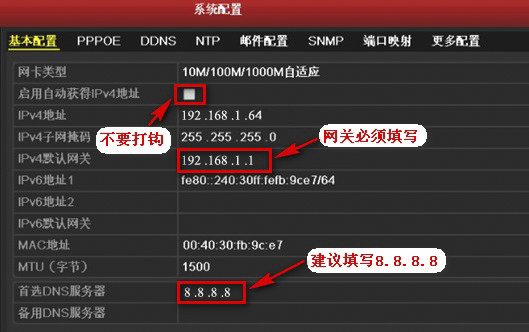 系统配置
基本配置 PPPOE DDNS NTP 邮件配置 SNMP 端口映射 更多配置
网卡类型 10M/100M/1000M自适应
启用自动获得IPv4地址
IPv4地址 192 .168 .1 .64
不要打钩
IPv4子网掩码 255 .255 .255 .0
网关必须填写
IPv4默认网关 192 .168 .1 .1
IPv6地址1 fe80::240:30ff:fefb:9ce7/64
IPv6地址2
IPv6默认网关
MAC地址 00:40:30:fb:9c:e7
建议填写8.8.8.8
MTU（字节） 1500
首选DNS服务器 8 .8 .8 .8
备用DNS服务器